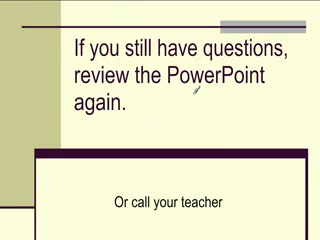 If you still have questions,
review the PowerPoint
again.
Or call your teacher